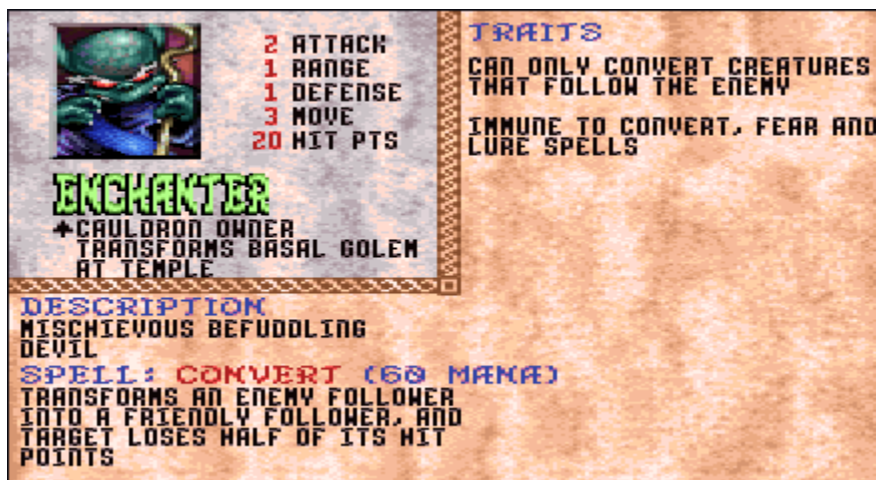 2 ATTACK
1 RANGE
1 DEFENSE
3 MOVE
20 HIT PTS
ENCHANTER
CAULDRON OWNER
TRANSFORMS BASAL GOLEM
AT TEMPLE
TRAITS
CAN ONLY CONVERT CREATURES
THAT FOLLOW THE ENEMY
IMMUNE TO CONVERT, FEAR AND
LURE SPELLS
DESCRIPTION
MISCHIEVOUS BEFUDDLING
DEVIL
SPELL: CONVERT (60 MANA)
TRANSFORMS AN ENEMY FOLLOWER
INTO A FRIENDLY FOLLOWER, AND
TARGET LOSES HALF OF ITS HIT
POINTS